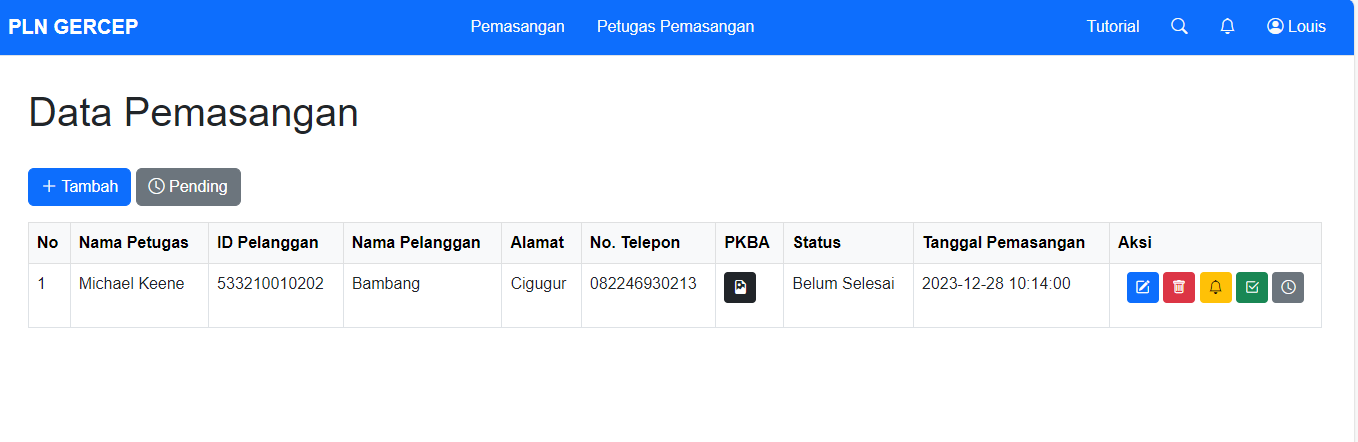 PLN GERCEP Pemasangan Petugas Pemasangan Tutorial Louis
Data Pemasangan
Tambah Pending
No Nama Petugas ID Pelanggan Nama Pelanggan Alamat No. Telepon PKBA Status Tanggal Pemasangan Aksi
1 Michael Keene 533210010202 Bambang Cigugur 082246930213 Belum Selesai 2023-12-28 10:14:00